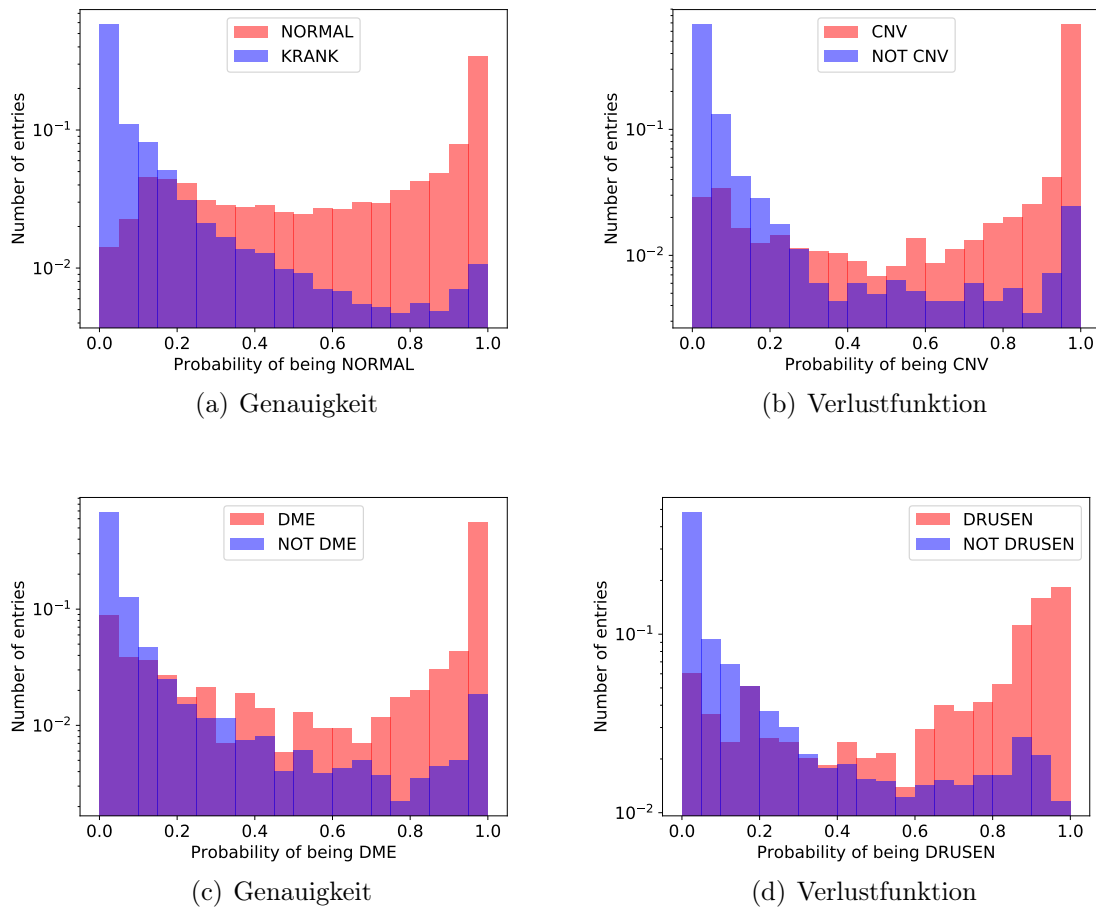 NORMAL
KRANK
Number of entries
10⁻¹
10⁻²
0.0 0.2 0.4 0.6 0.8 1.0
Probability of being NORMAL
(a) Genauigkeit
CNV
NOT CNV
Number of entries
10⁻¹
10⁻²
0.0 0.2 0.4 0.6 0.8 1.0
Probability of being CNV
(b) Verlustfunktion
DME
NOT DME
Number of entries
10⁻¹
10⁻²
0.0 0.2 0.4 0.6 0.8 1.0
Probability of being DME
(c) Genauigkeit
DRUSEN
NOT DRUSEN
Number of entries
10⁻¹
10⁻²
0.0 0.2 0.4 0.6 0.8 1.0
Probability of being DRUSEN
(d) Verlustfunktion